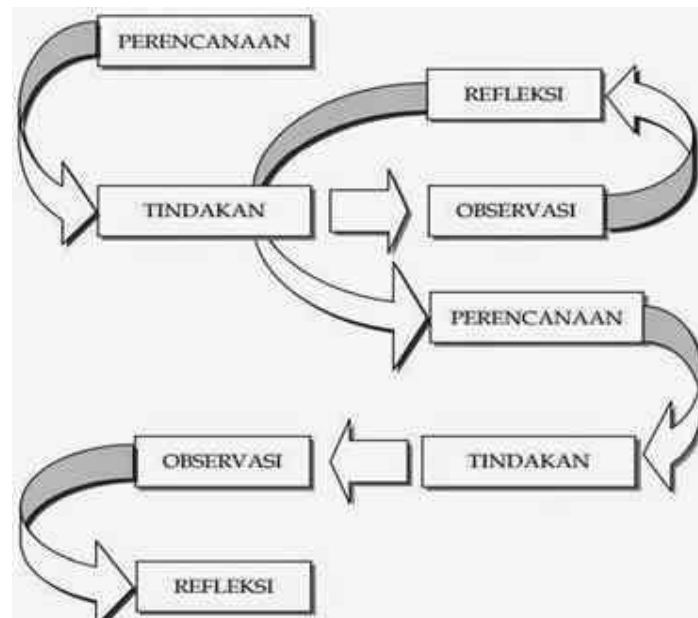 PERENCANAAN
REFLEKSI
TINDAKAN
OBSERVASI
PERENCANAAN
OBSERVASI
TINDAKAN
REFLEKSI